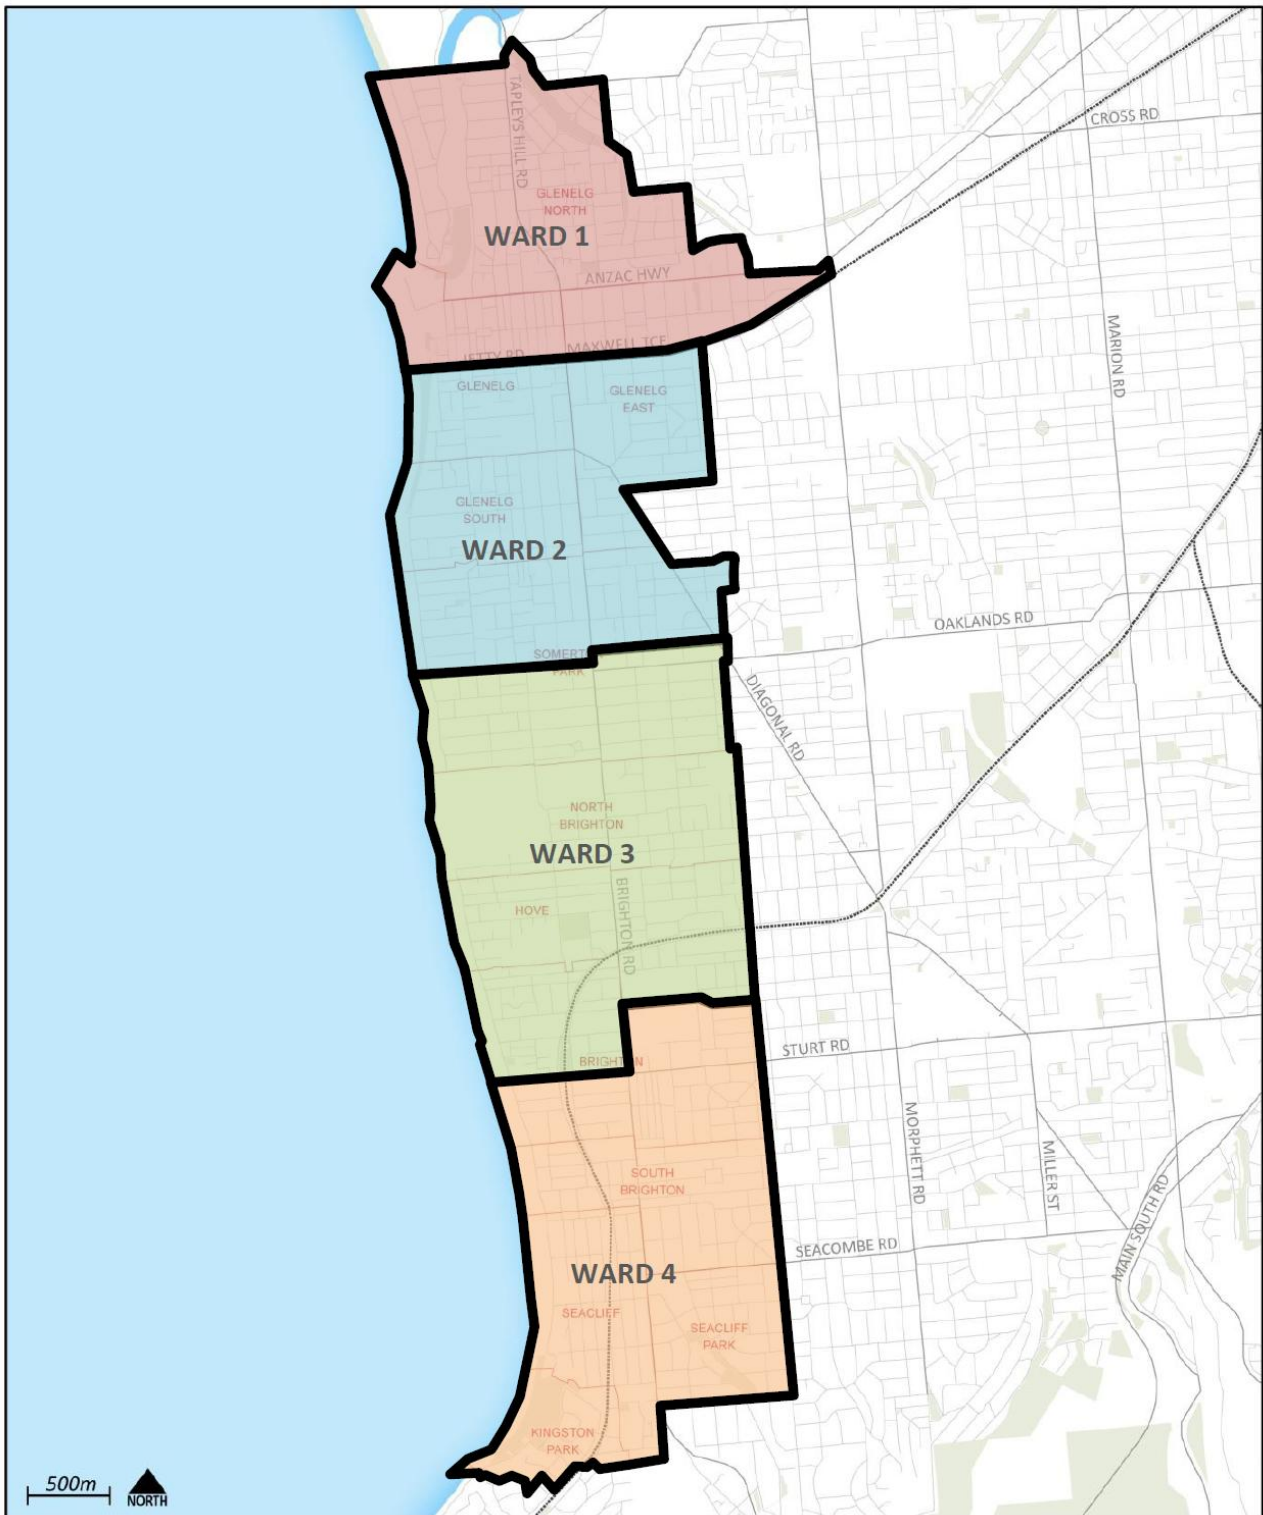 TAPLEYS HILL RD
CROSS RD
GLENELG
NORTH
WARD 1
ANZAC HWY
MARION RD
JETTY RD
MAXWELL TCE
GLENELG
GLENELG
EAST
GLENELG
SOUTH
WARD 2
OAKLANDS RD
SOMERT
PARK
DIAGONAL RD
NORTH
BRIGHTON
WARD 3
BRIGHTON RD
HOVE
STURT RD
BRIGHTON
MORPHETT RD
MILLER ST
SOUTH
BRIGHTON
MAIN SOUTH RD
SEACOMBE RD
WARD 4
SEACLIFF
SEACLIFF
PARK
KINGSTON
PARK
500m
NORTH